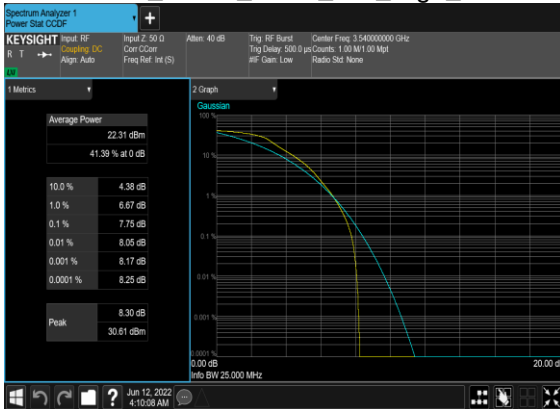 Spectrum Analyzer 1
Power Stat CCDF
+
KEYSIGHT
R T
LV
Input: RF
Coupling: DC
Align: Auto
Input Z: 50 Ω
Corr CCorr
Freq Ref: Int (S)
Atten: 40 dB
Trig: RF Burst
Trig Delay: 500.0 µs
#IF Gain: Low
Center Freq: 3.540000000 GHz
Counts: 1.00 M/1.00 Mpt
Radio Std: None
1 Metrics
Average Power
22.31 dBm
41.39 % at 0 dB
10.0 % 4.38 dB
1.0 % 6.67 dB
0.1 % 7.75 dB
0.01 % 8.05 dB
0.001 % 8.17 dB
0.0001 % 8.25 dB
Peak
8.30 dB
30.61 dBm
2 Graph
Gaussian
100 %
10 %
1 %
0.1 %
0.01 %
0.001 %
0.0001 %
0.00 dB
20.00 d
Info BW 25.000 MHz
?
Jun 12, 2022
4:10:08 AM